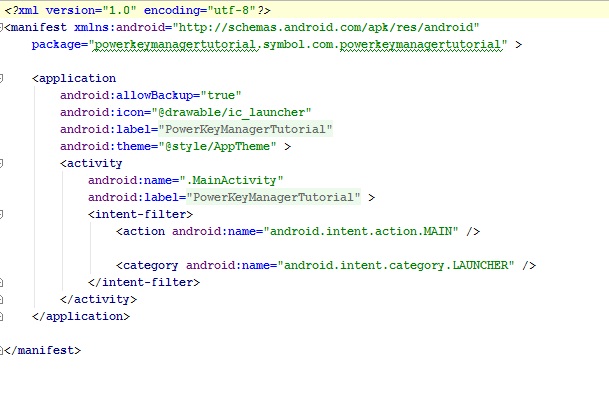 <?xml version="1.0" encoding="utf-8"?>
<manifest xmlns:android="http://schemas.android.com/apk/res/android"
    package="powerkeymanagertutorial.symbol.com.powerkeymanagertutorial" >
    <application
        android:allowBackup="true"
        android:icon="@drawable/ic_launcher"
        android:label="PowerKeyManagerTutorial"
        android:theme="@style/AppTheme" >
        <activity
            android:name=".MainActivity"
            android:label="PowerKeyManagerTutorial" >
            <intent-filter>
                <action android:name="android.intent.action.MAIN" />
                <category android:name="android.intent.category.LAUNCHER" />
            </intent-filter>
        </activity>
    </application>
</manifest>